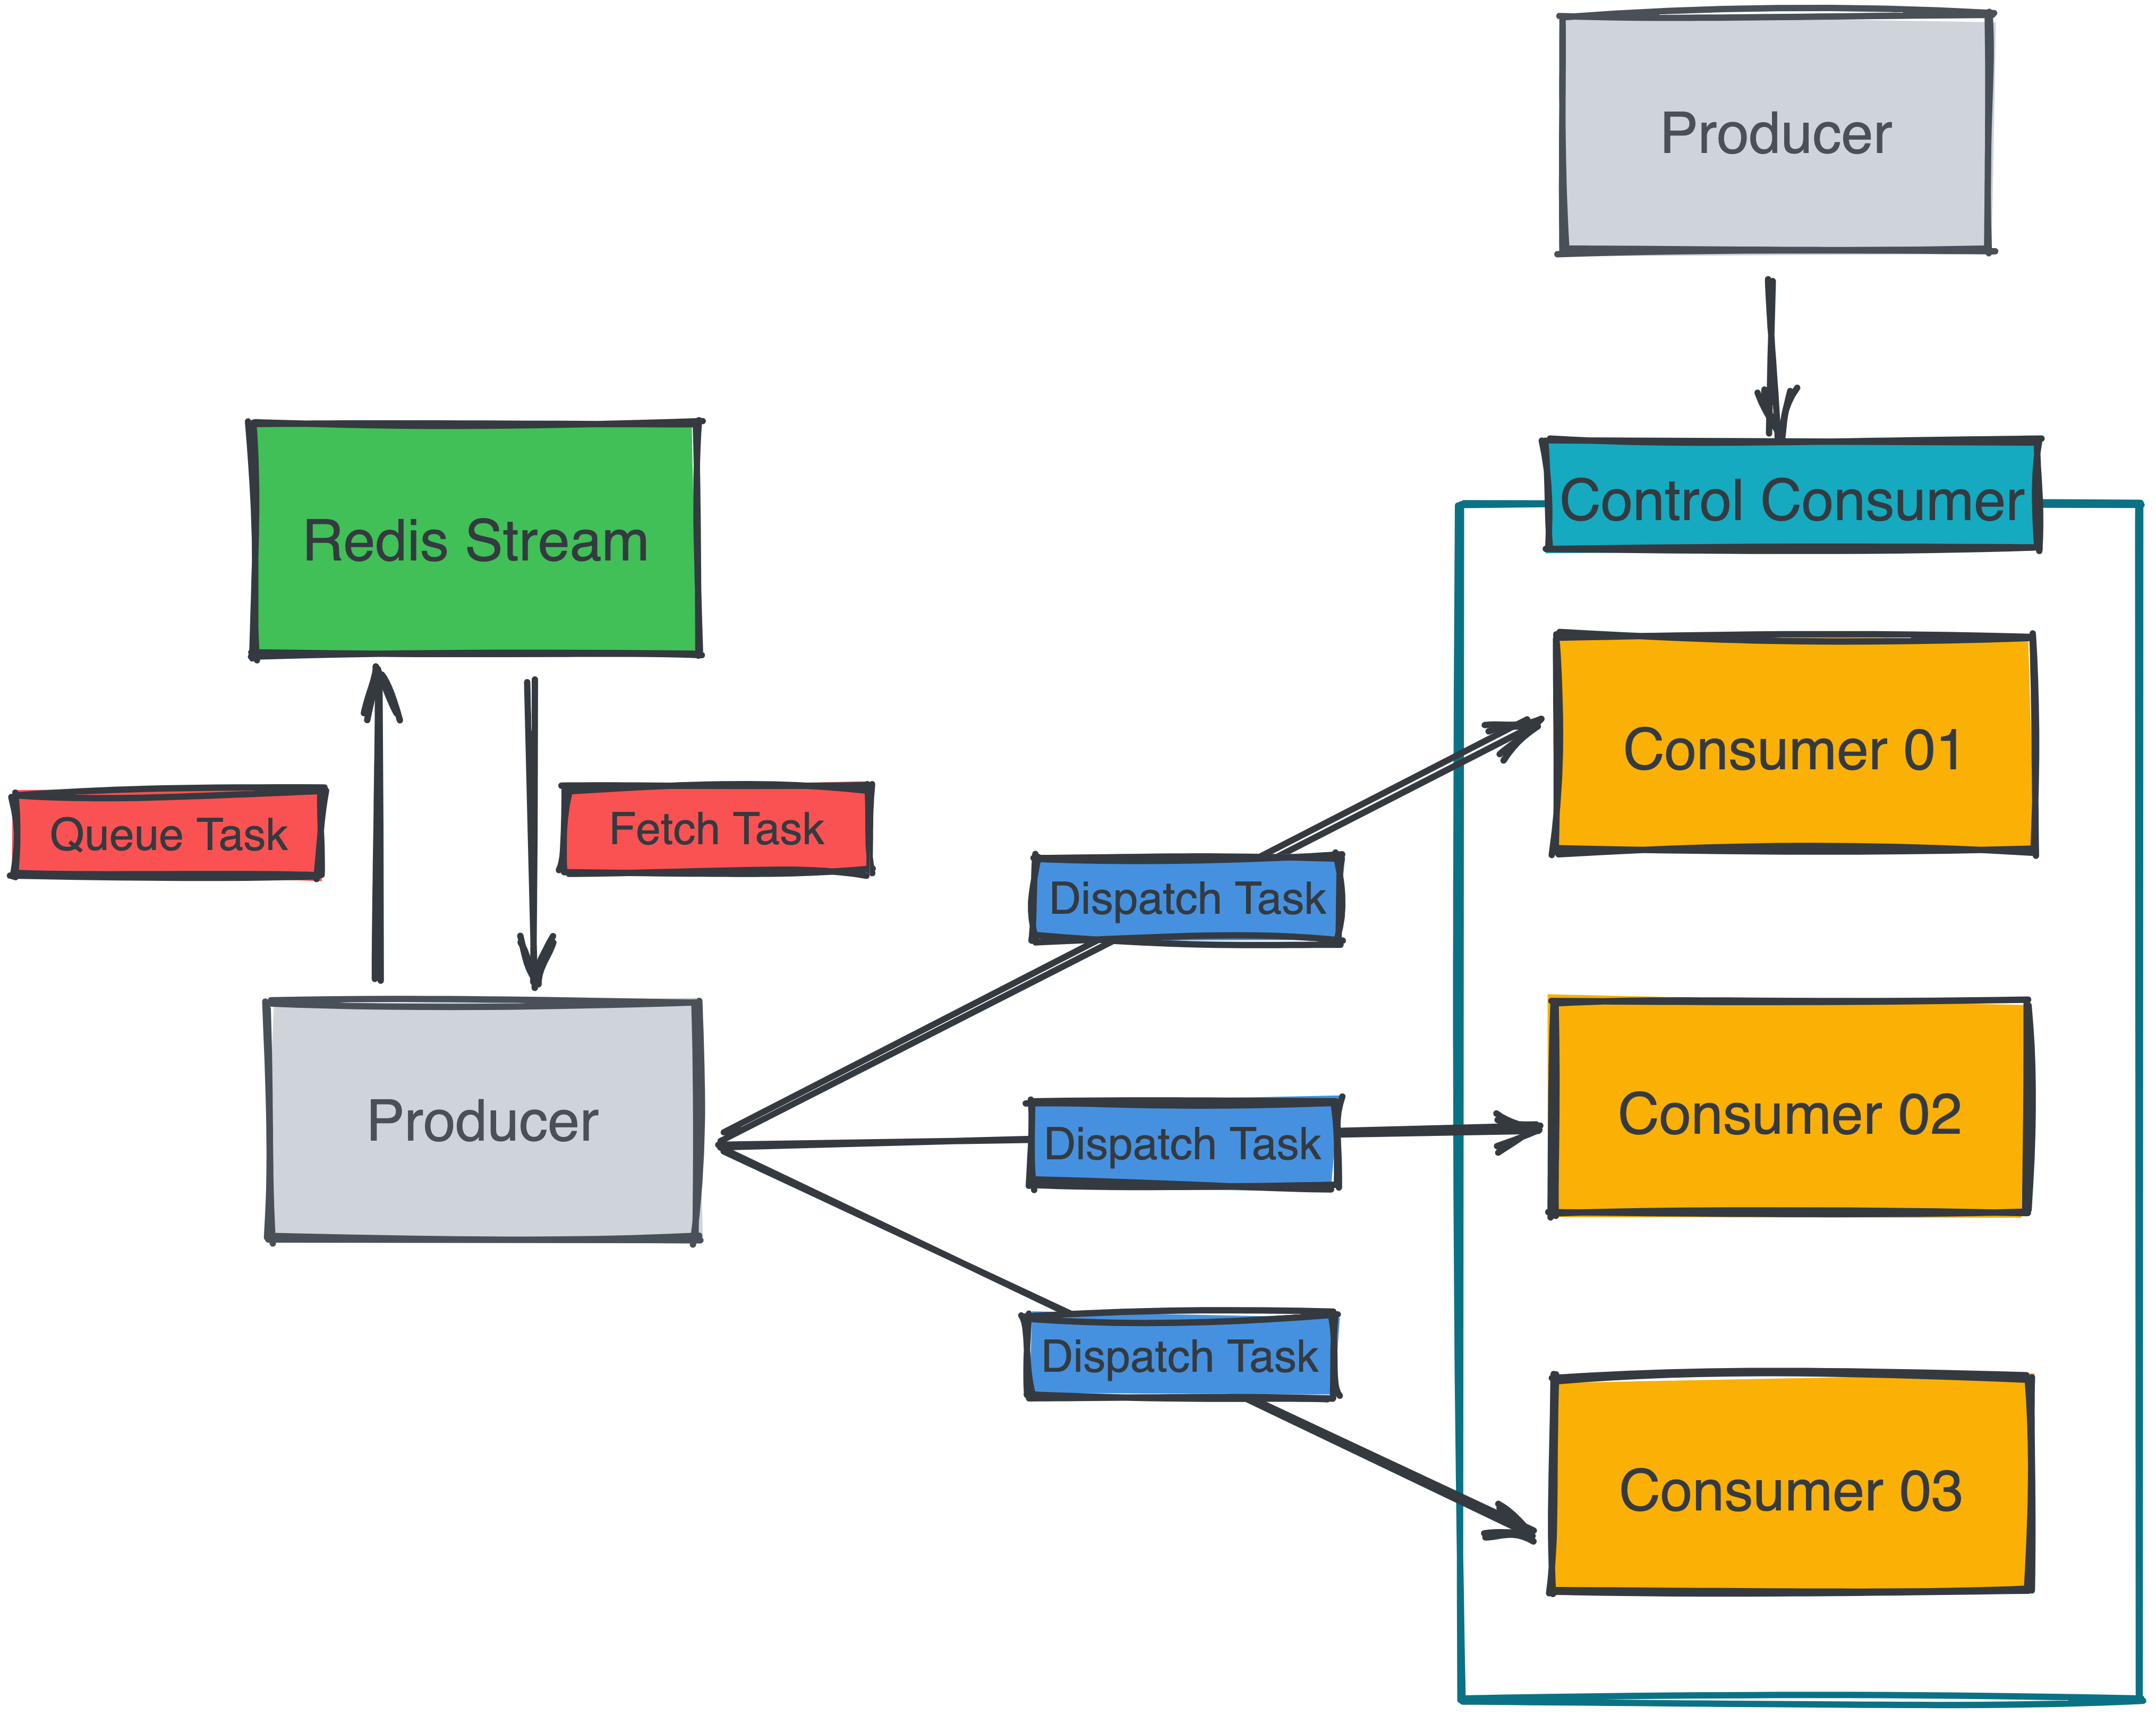 Producer
Control Consumer
Redis Stream
Consumer 01
Queue Task
Fetch Task
Dispatch Task
Producer
Dispatch Task
Consumer 02
Dispatch Task
Consumer 03